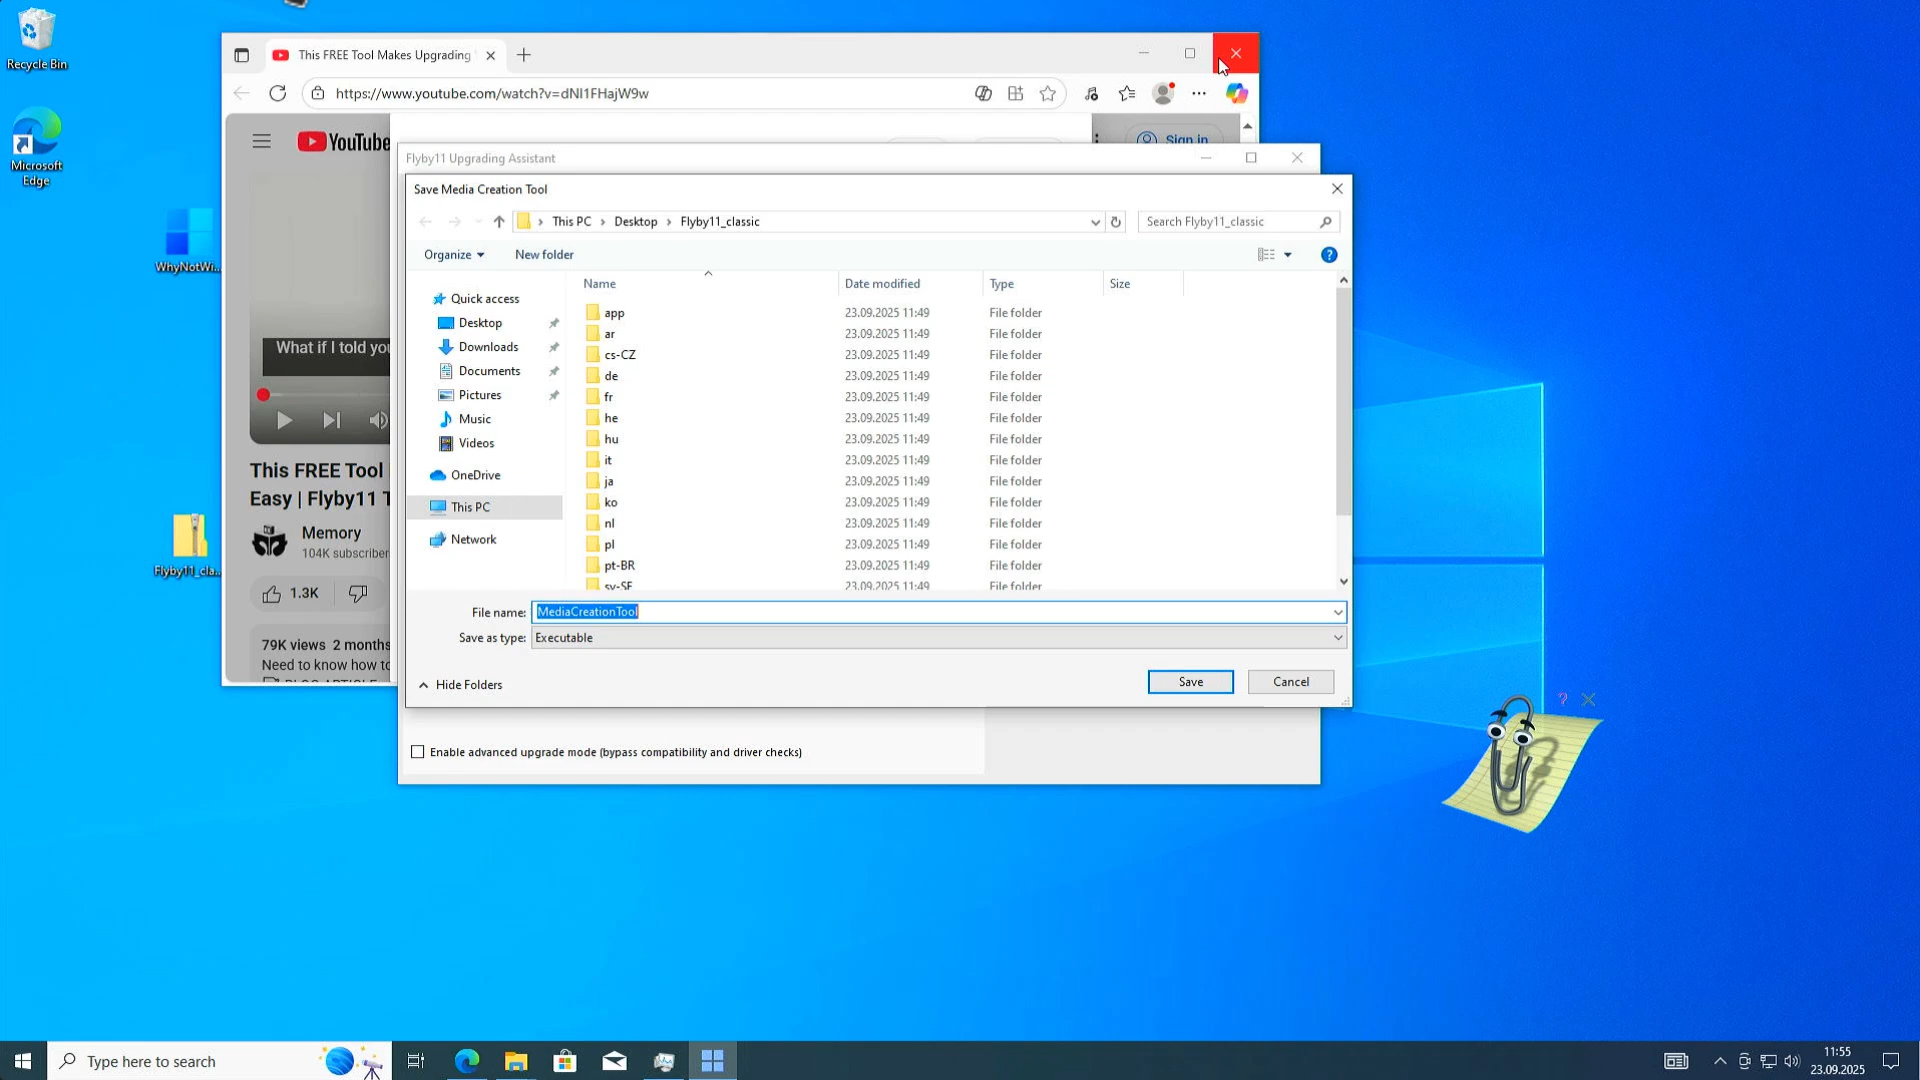 Recycle Bin
Microsoft
Edge
WhyNotWi...
Flyby11_cla...
This FREE Tool Makes Upgrading
https://www.youtube.com/watch?v=dNI1FHajW9w
YouTube
Sign in
What if I told you
This FREE Tool
Easy | Flyby11 T
Memory
104K subscriber
1.3K
79K views 2 months
Need to know how to
Flyby11 Upgrading Assistant
Save Media Creation Tool
This PC
Desktop
Flyby11_classic
Search Flyby11_classic
Organize
New folder
Name
Date modified
Type
Size
Quick access
Desktop
Downloads
Documents
Pictures
Music
Videos
OneDrive
This PC
Network
app 23.09.2025 11:49 File folder
ar 23.09.2025 11:49 File folder
cs-CZ 23.09.2025 11:49 File folder
de 23.09.2025 11:49 File folder
fr 23.09.2025 11:49 File folder
he 23.09.2025 11:49 File folder
hu 23.09.2025 11:49 File folder
it 23.09.2025 11:49 File folder
ja 23.09.2025 11:49 File folder
ko 23.09.2025 11:49 File folder
nl 23.09.2025 11:49 File folder
pl 23.09.2025 11:49 File folder
pt-BR 23.09.2025 11:49 File folder
sv-SE 23.09.2025 11:49 File folder
File name: MediaCreationTool
Save as type: Executable
Hide Folders
Save
Cancel
Enable advanced upgrade mode (bypass compatibility and driver checks)
Type here to search
11:55
23.09.2025